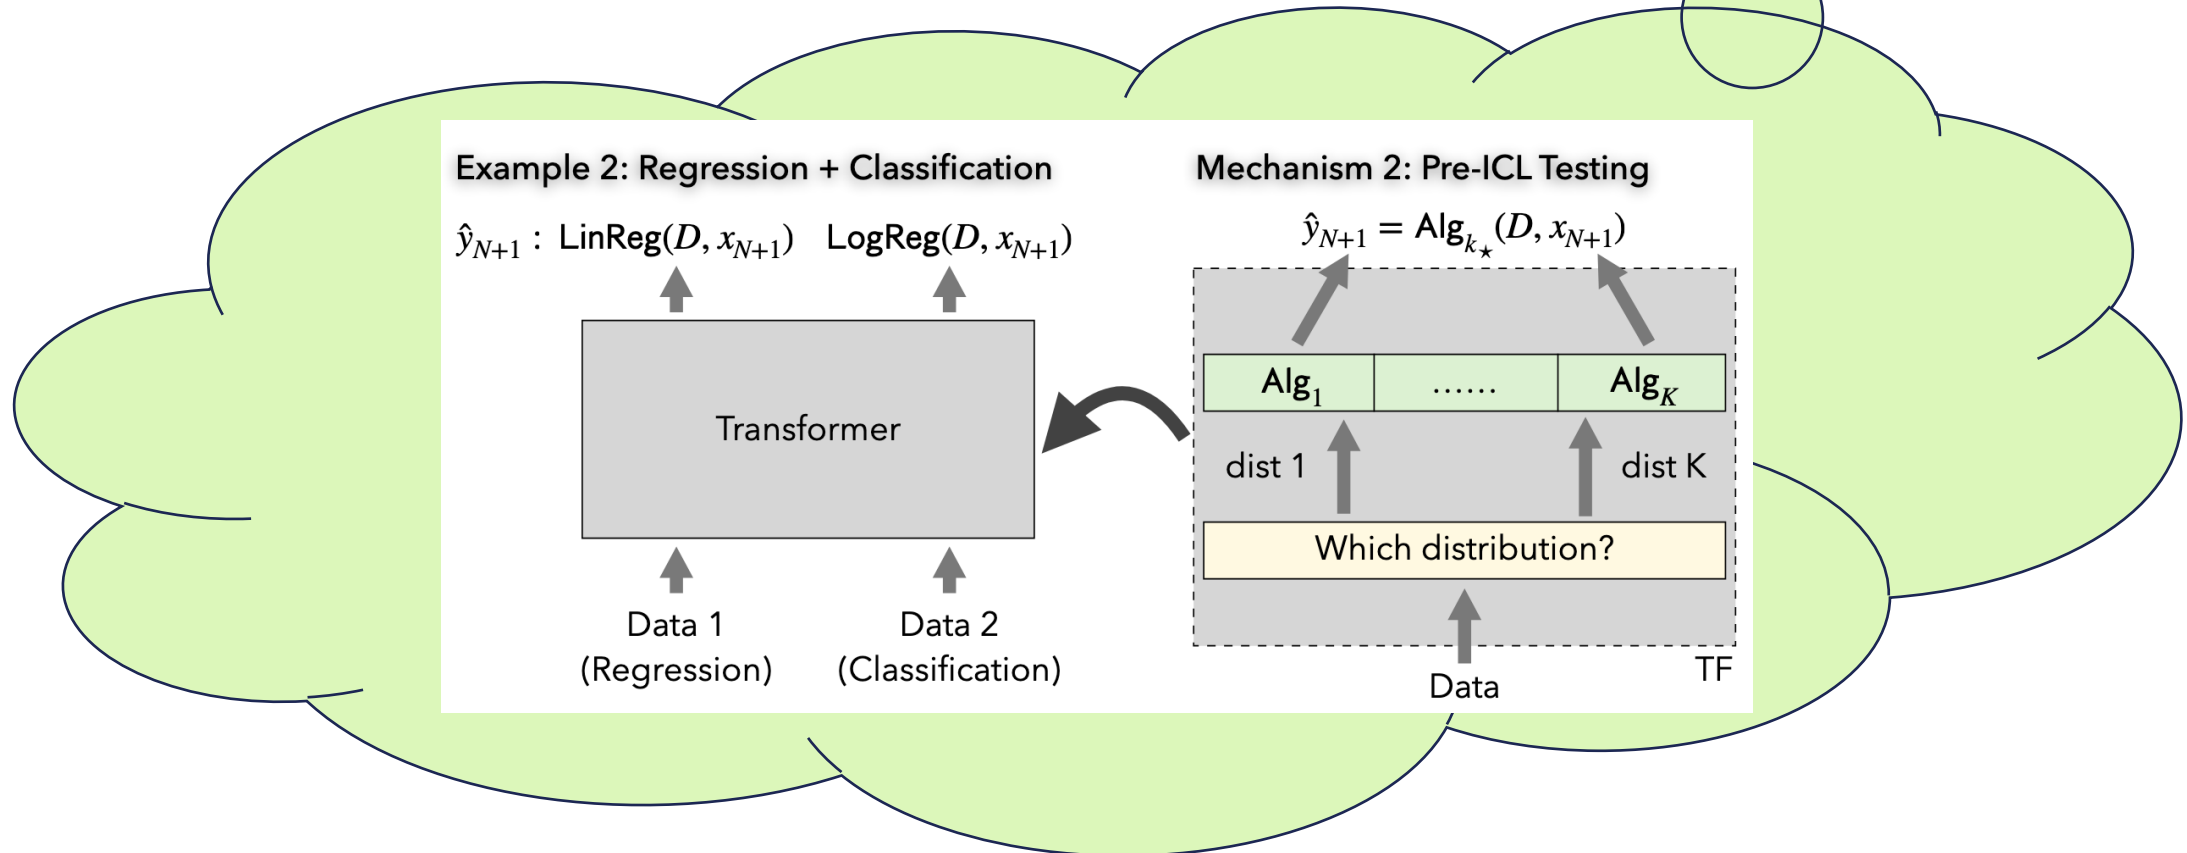 Example 2: Regression + Classification
ŷ_{N+1} : LinReg(D, x_{N+1}) LogReg(D, x_{N+1})
Transformer
Data 1
(Regression)
Data 2
(Classification)
Mechanism 2: Pre-ICL Testing
ŷ_{N+1} = Alg_{k⋆}(D, x_{N+1})
Alg_1 ...... Alg_K
dist 1 dist K
Which distribution?
TF
Data